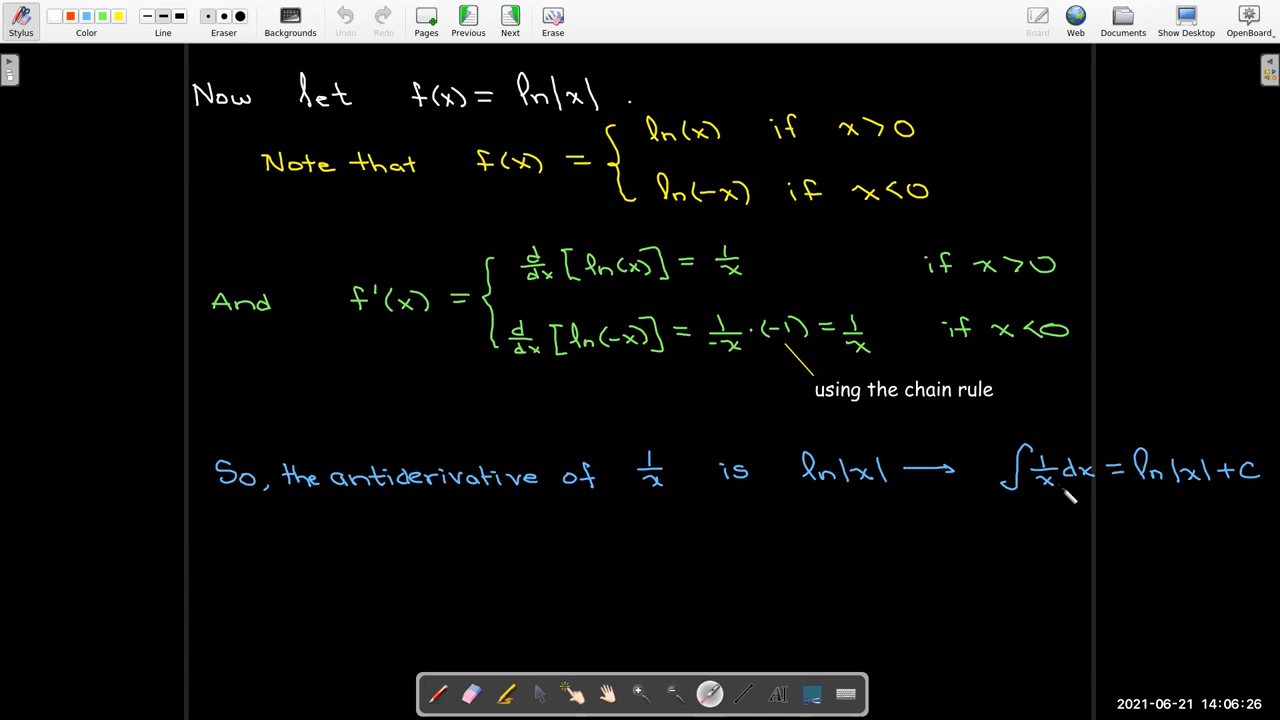 Stylus Color Line Eraser Backgrounds Undo Redo Pages Previous Next Erase Board Web Documents Show Desktop OpenBoard
Now let f(x) = ln|x| .
Note that f(x) = { ln(x) if x > 0
ln(-x) if x < 0
And f'(x) = { d/dx [ln(x)] = 1/x if x > 0
d/dx [ln(-x)] = 1/-x · (-1) = 1/x if x < 0
using the chain rule
So, the antiderivative of 1/x is ln|x| ⟶ ∫ 1/x dx = ln|x| + C
AI
2021-06-21 14:06:26